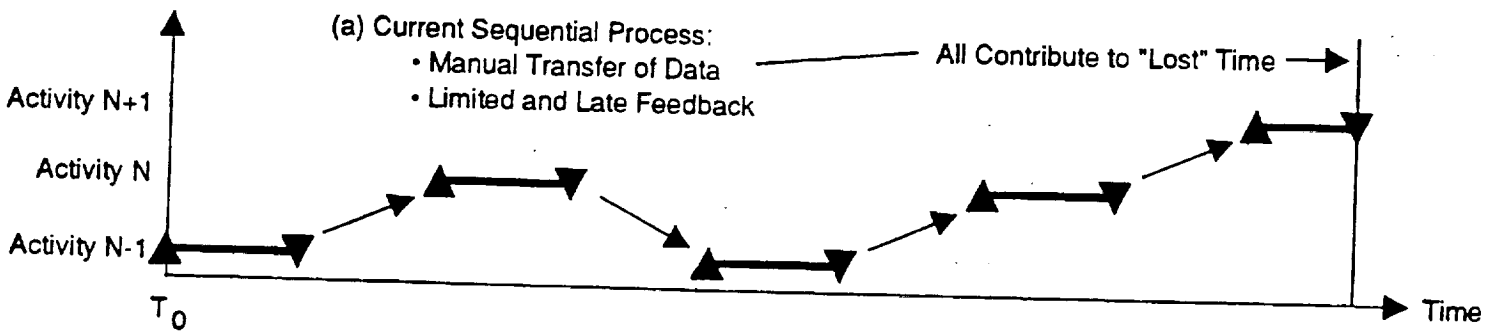 (a) Current Sequential Process:
• Manual Transfer of Data
All Contribute to "Lost" Time
• Limited and Late Feedback
Activity N+1
Activity N
Activity N-1
T0
Time